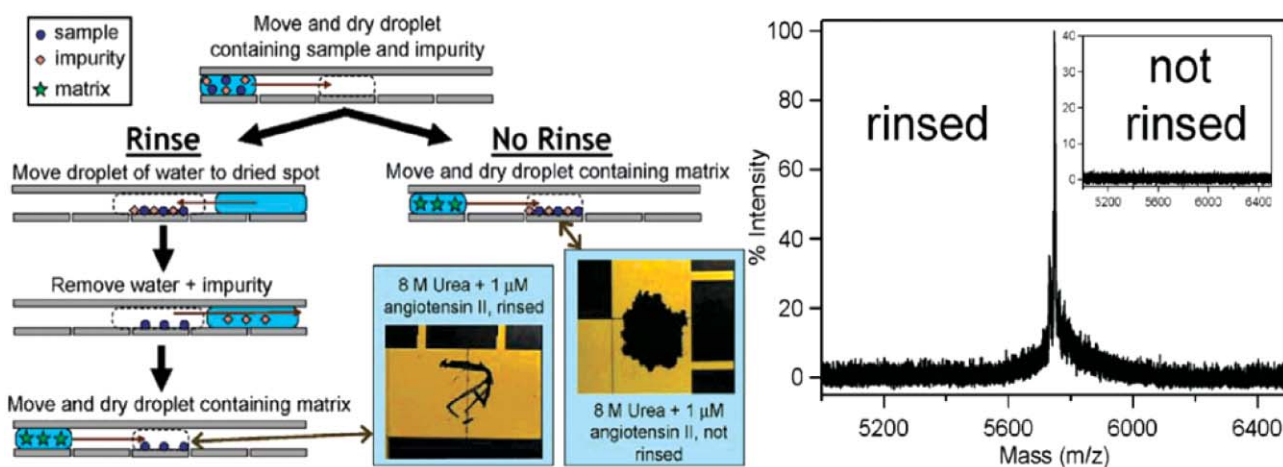 sample
impurity
matrix
Move and dry droplet
containing sample and impurity
Rinse
No Rinse
Move droplet of water to dried spot
Move and dry droplet containing matrix
Remove water + impurity
Move and dry droplet containing matrix
8 M Urea + 1 μM
angiotensin II, rinsed
8 M Urea + 1 μM
angiotensin II, not
rinsed
% Intensity
100
80
60
40
20
0
rinsed
40
30
20
10
0
not
rinsed
5200 5600 6000 6400
5200 5600 6000 6400
Mass (m/z)